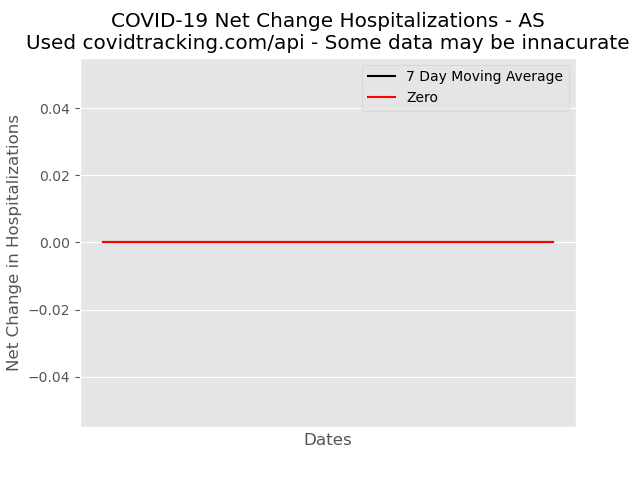 COVID-19 Net Change Hospitalizations - AS
Used covidtracking.com/api - Some data may be innacurate
7 Day Moving Average
Zero
Net Change in Hospitalizations
0.04
0.02
0.00
−0.02
−0.04
Dates